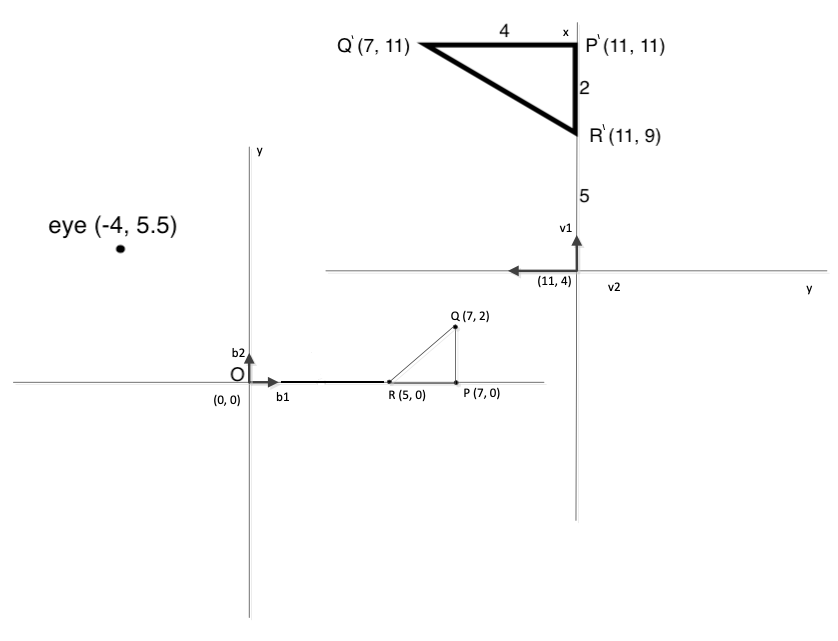 4
x
Q`(7, 11)
P`(11, 11)
2
R`(11, 9)
y
5
eye (-4, 5.5)
v1
(11, 4)
v2
y
Q (7, 2)
b2
O
(0, 0)
b1
R (5, 0)
P (7, 0)